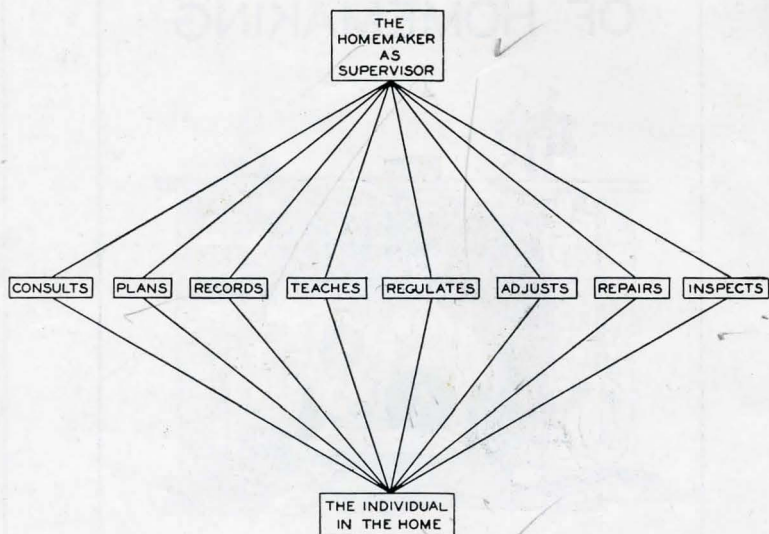 THE
HOMEMAKER
AS
SUPERVISOR
CONSULTS PLANS RECORDS TEACHES REGULATES ADJUSTS REPAIRS INSPECTS
THE INDIVIDUAL
IN THE HOME